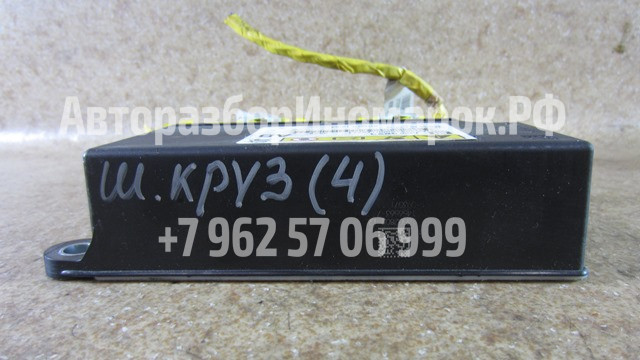 АвторазборИномарок.РФ
Ш. КРУЗ (4)
+7 962 57 06 999